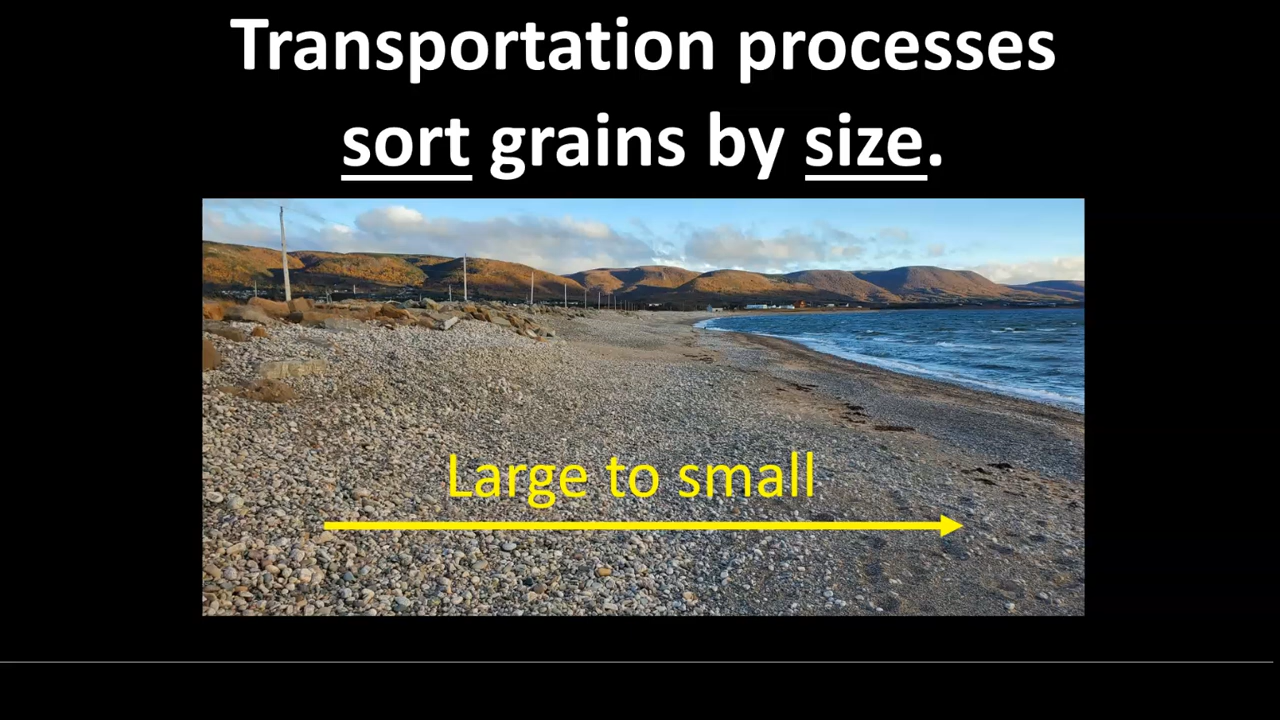 Transportation processes
sort grains by size.
Large to small